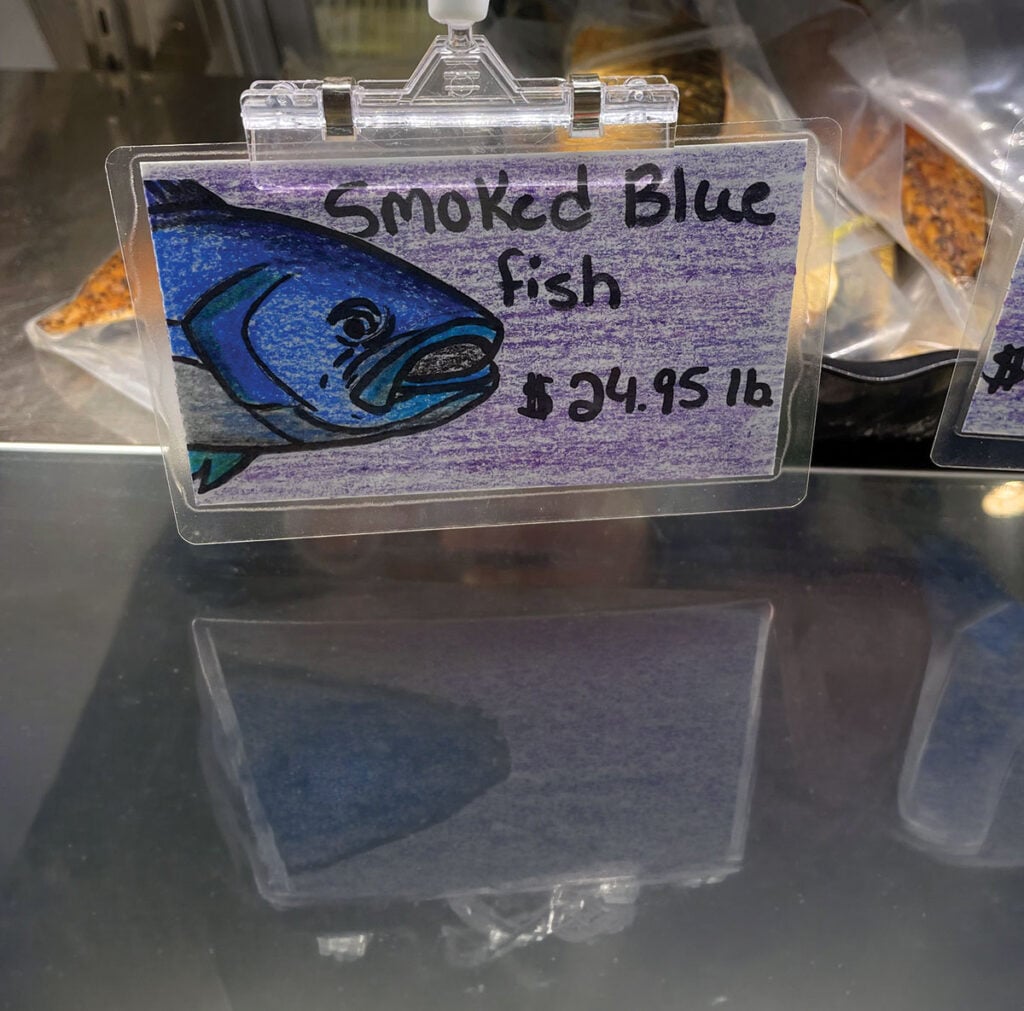 Smoked Blue
fish
$24.95 lb.
$